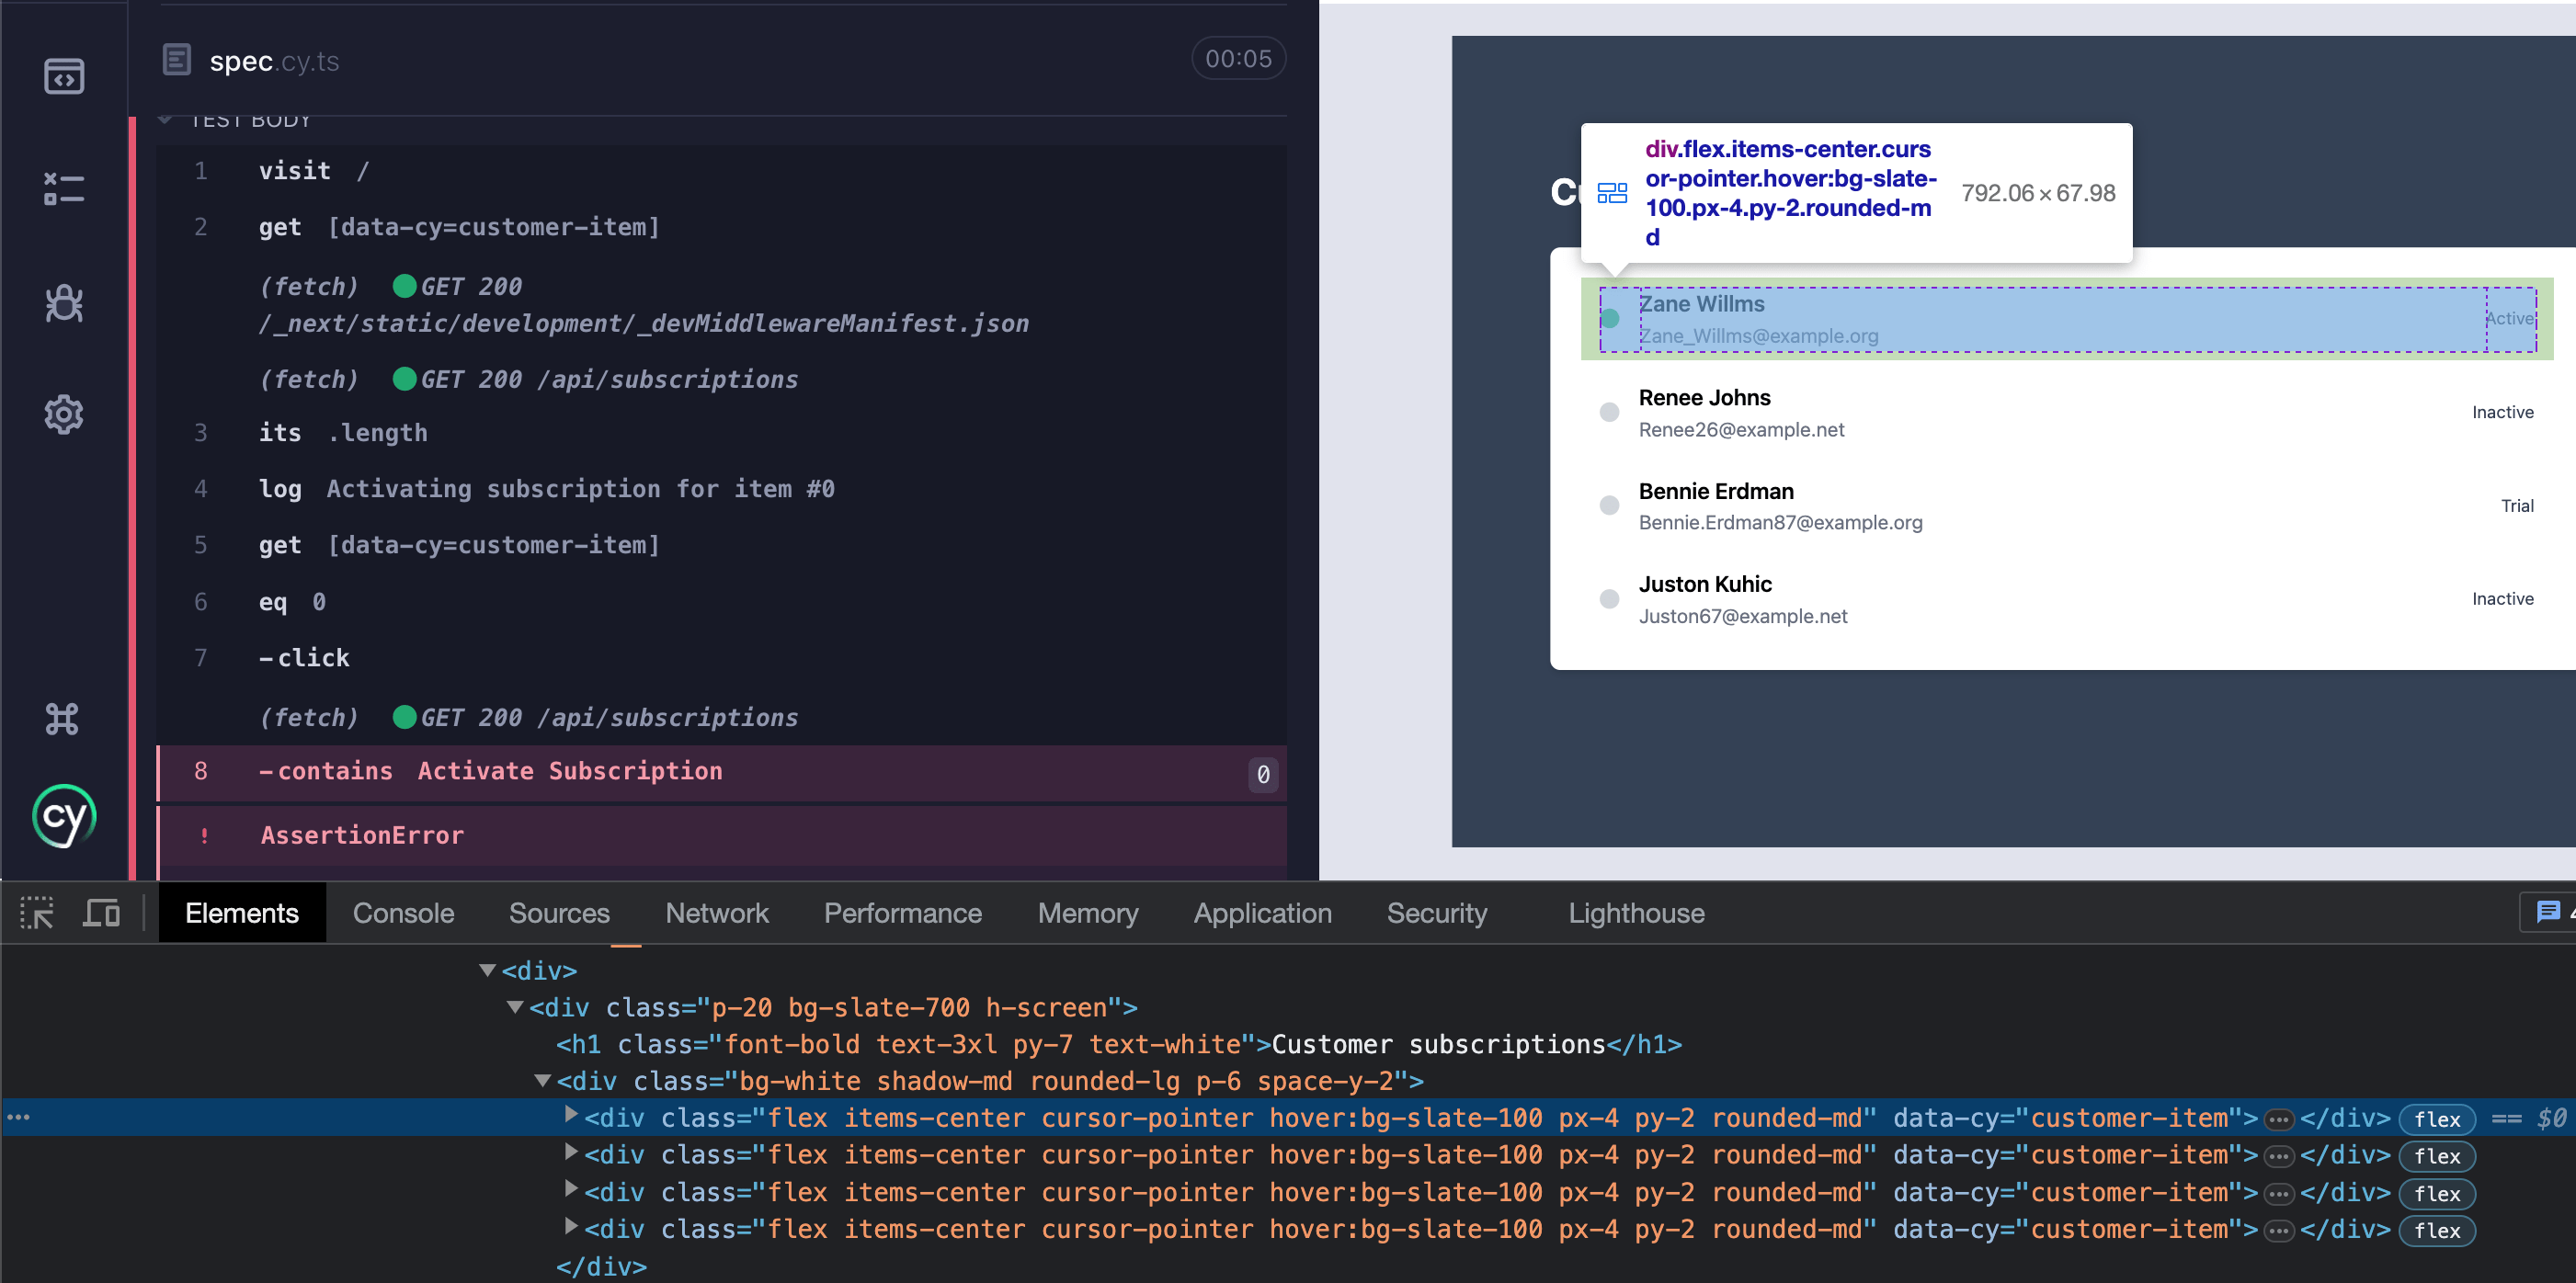 spec.cy.ts
00:05
TEST BODY
1 visit /
2 get [data-cy=customer-item]
(fetch) GET 200
/_next/static/development/_devMiddlewareManifest.json
(fetch) GET 200 /api/subscriptions
3 its .length
4 log Activating subscription for item #0
5 get [data-cy=customer-item]
6 eq 0
7 -click
(fetch) GET 200 /api/subscriptions
8 -contains Activate Subscription 0
! AssertionError
cy
div.flex.items-center.curs
or-pointer.hover:bg-slate-
100.px-4.py-2.rounded-m
d
792.06 × 67.98
Zane Willms
Zane_Willms@example.org
Active
Renee Johns
Renee26@example.net
Inactive
Bennie Erdman
Bennie.Erdman87@example.org
Trial
Juston Kuhic
Juston67@example.net
Inactive
Elements Console Sources Network Performance Memory Application Security Lighthouse
<div>
<div class="p-20 bg-slate-700 h-screen">
<h1 class="font-bold text-3xl py-7 text-white">Customer subscriptions</h1>
<div class="bg-white shadow-md rounded-lg p-6 space-y-2">
<div class="flex items-center cursor-pointer hover:bg-slate-100 px-4 py-2 rounded-md" data-cy="customer-item">…</div> flex == $0
<div class="flex items-center cursor-pointer hover:bg-slate-100 px-4 py-2 rounded-md" data-cy="customer-item">…</div> flex
<div class="flex items-center cursor-pointer hover:bg-slate-100 px-4 py-2 rounded-md" data-cy="customer-item">…</div> flex
<div class="flex items-center cursor-pointer hover:bg-slate-100 px-4 py-2 rounded-md" data-cy="customer-item">…</div> flex
</div>